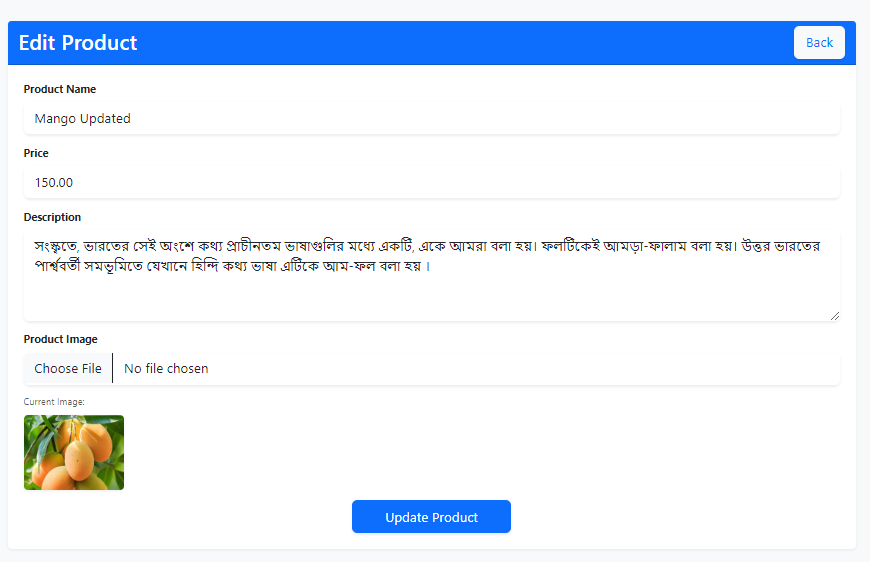 Edit Product
Back
Product Name
Mango Updated
Price
150.00
Description
সংস্কৃতে, ভারতের সেই অংশে কথ্য প্রাচীনতম ভাষাগুলির মধ্যে একটি, একে আমরা বলা হয়। ফলটিকেই আমড়া-ফালাম বলা হয়। উত্তর ভারতের
পার্শ্ববর্তী সমভূমিতে যেখানে হিন্দি কথ্য ভাষা এটিকে আম-ফল বলা হয় ।
Product Image
Choose File No file chosen
Current Image:
Update Product